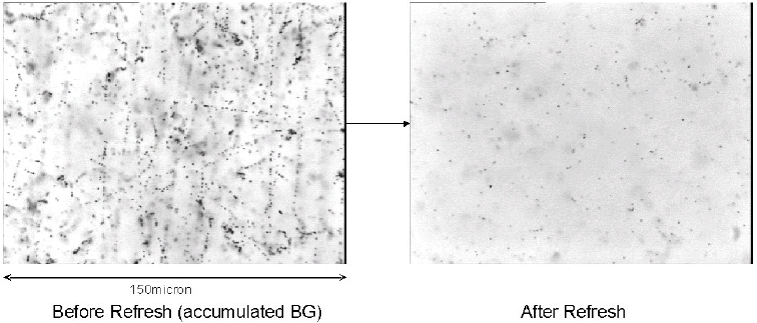 150micron
Before Refresh (accumulated BG)
After Refresh